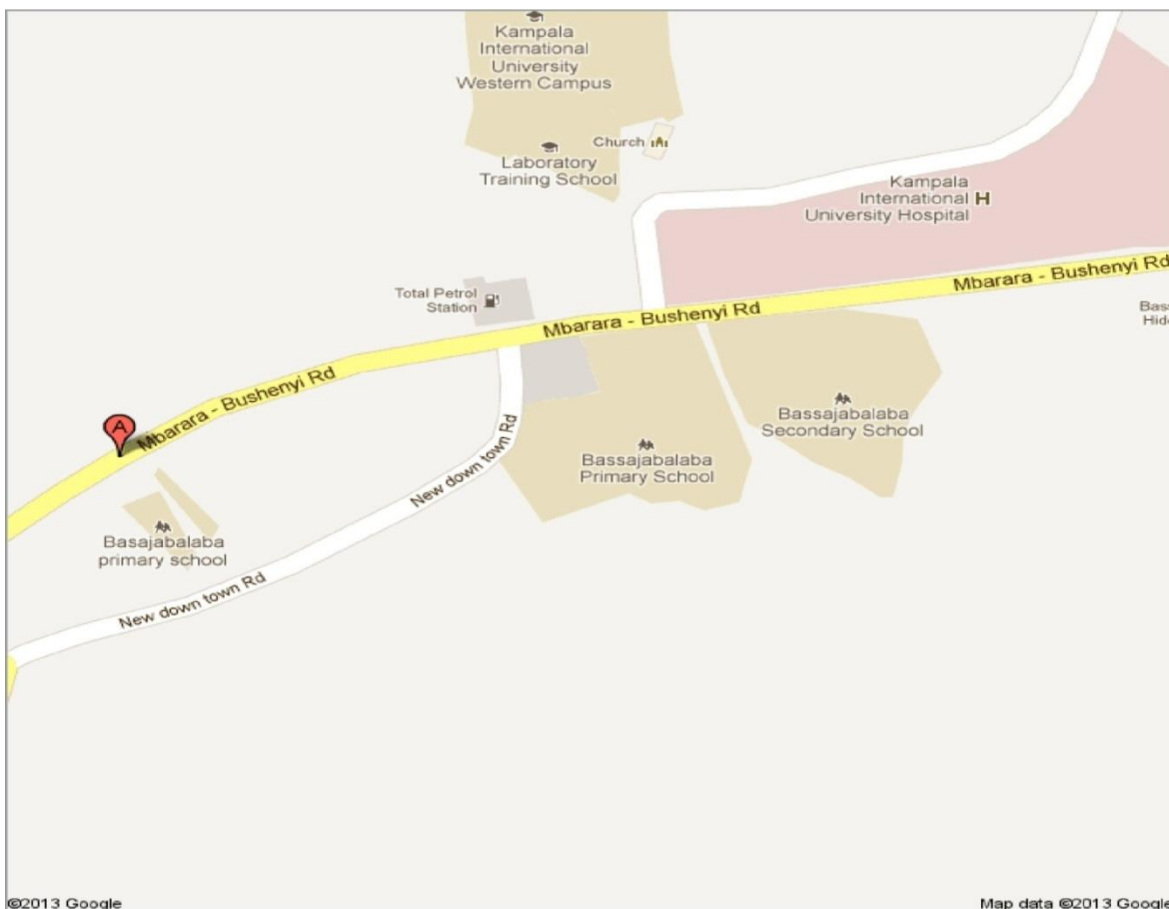 Kampala
International
University
Western Campus
Laboratory
Training School
Church
Kampala
International
University Hospital
H
Total Petrol
Station
Mbarara - Bushenyi Rd
Mbarara - Bushenyi Rd
Mbarara - Bushenyi Rd
Bass
Hide
A
Bassajabalaba
Secondary School
Bassajabalaba
Primary School
New down town Rd
Basajabalaba
primary school
New down town Rd
©2013 Google
Map data ©2013 Google